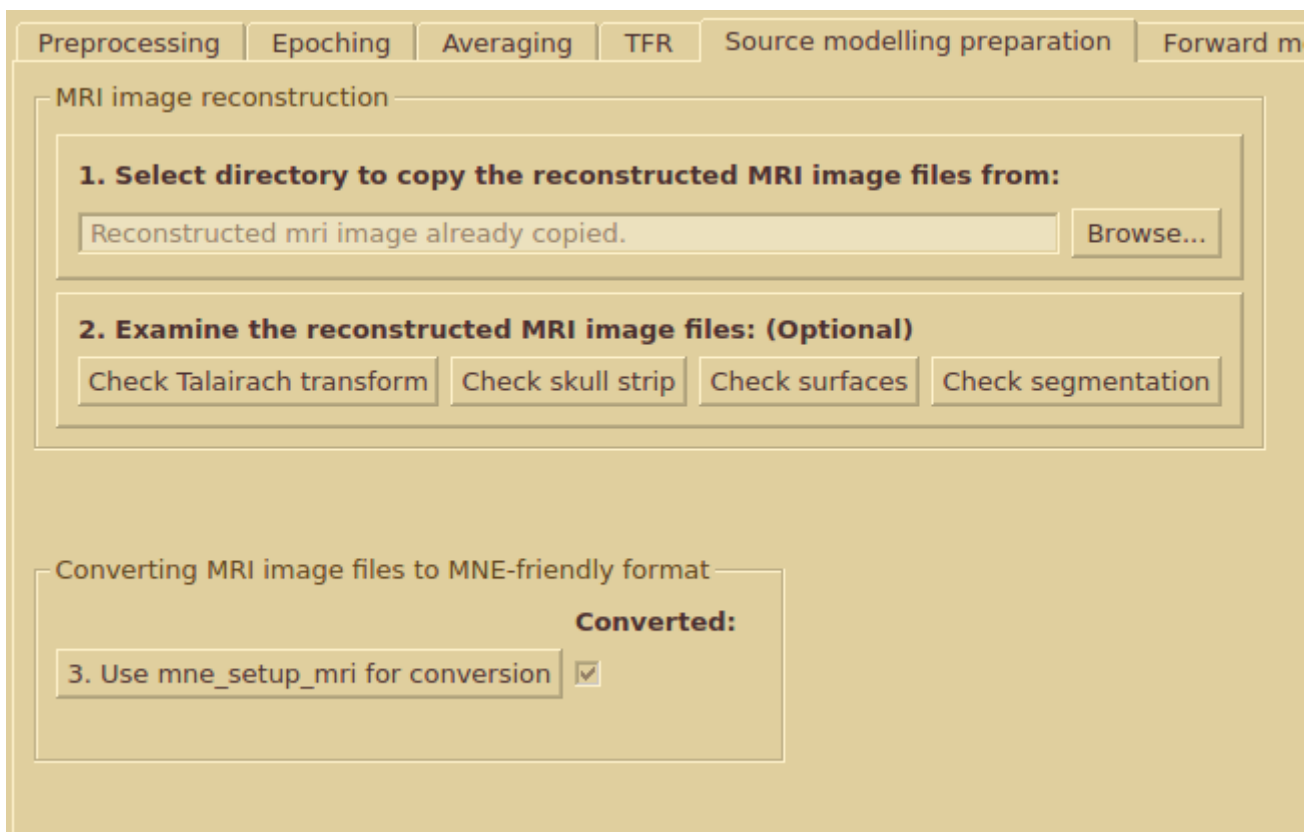 Preprocessing Epoching Averaging TFR Source modelling preparation Forward
MRI image reconstruction
1. Select directory to copy the reconstructed MRI image files from:
Reconstructed mri image already copied. Browse...
2. Examine the reconstructed MRI image files: (Optional)
Check Talairach transform Check skull strip Check surfaces Check segmentation
Converting MRI image files to MNE-friendly format
Converted:
3. Use mne_setup_mri for conversion